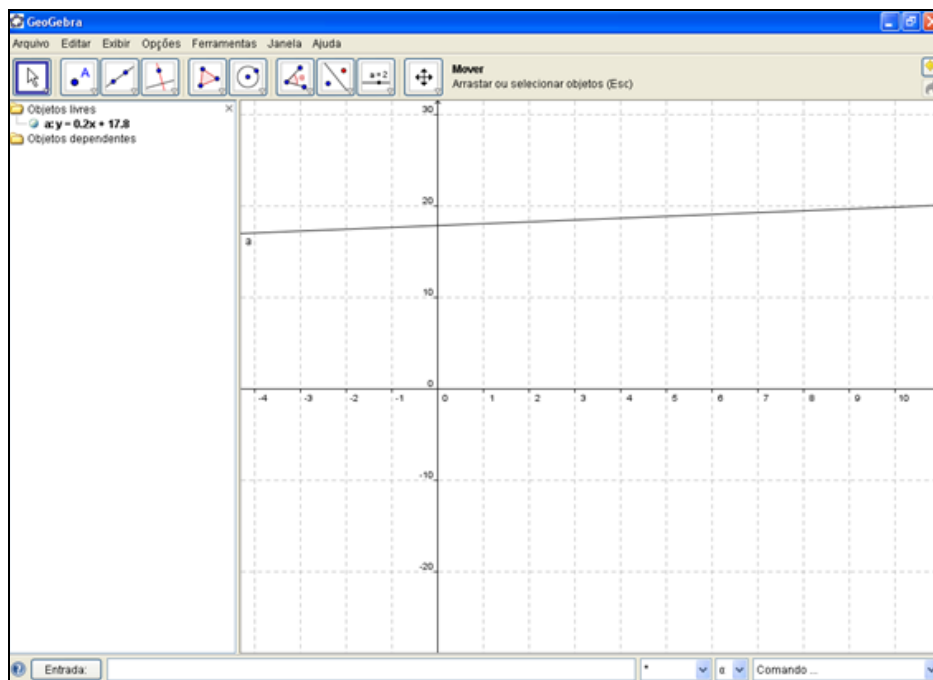 GeoGebra
Arquivo Editar Exibir Opções Ferramentas Janela Ajuda
A
a=2
Mover
Arrastar ou selecionar objetos (Esc)
Objetos livres
a: y = 0.2x + 17.8
Objetos dependentes
30
20
a
10
0
-4 -3 -2 -1 0 1 2 3 4 5 6 7 8 9 10
-10
-20
Entrada: * α Comando ...